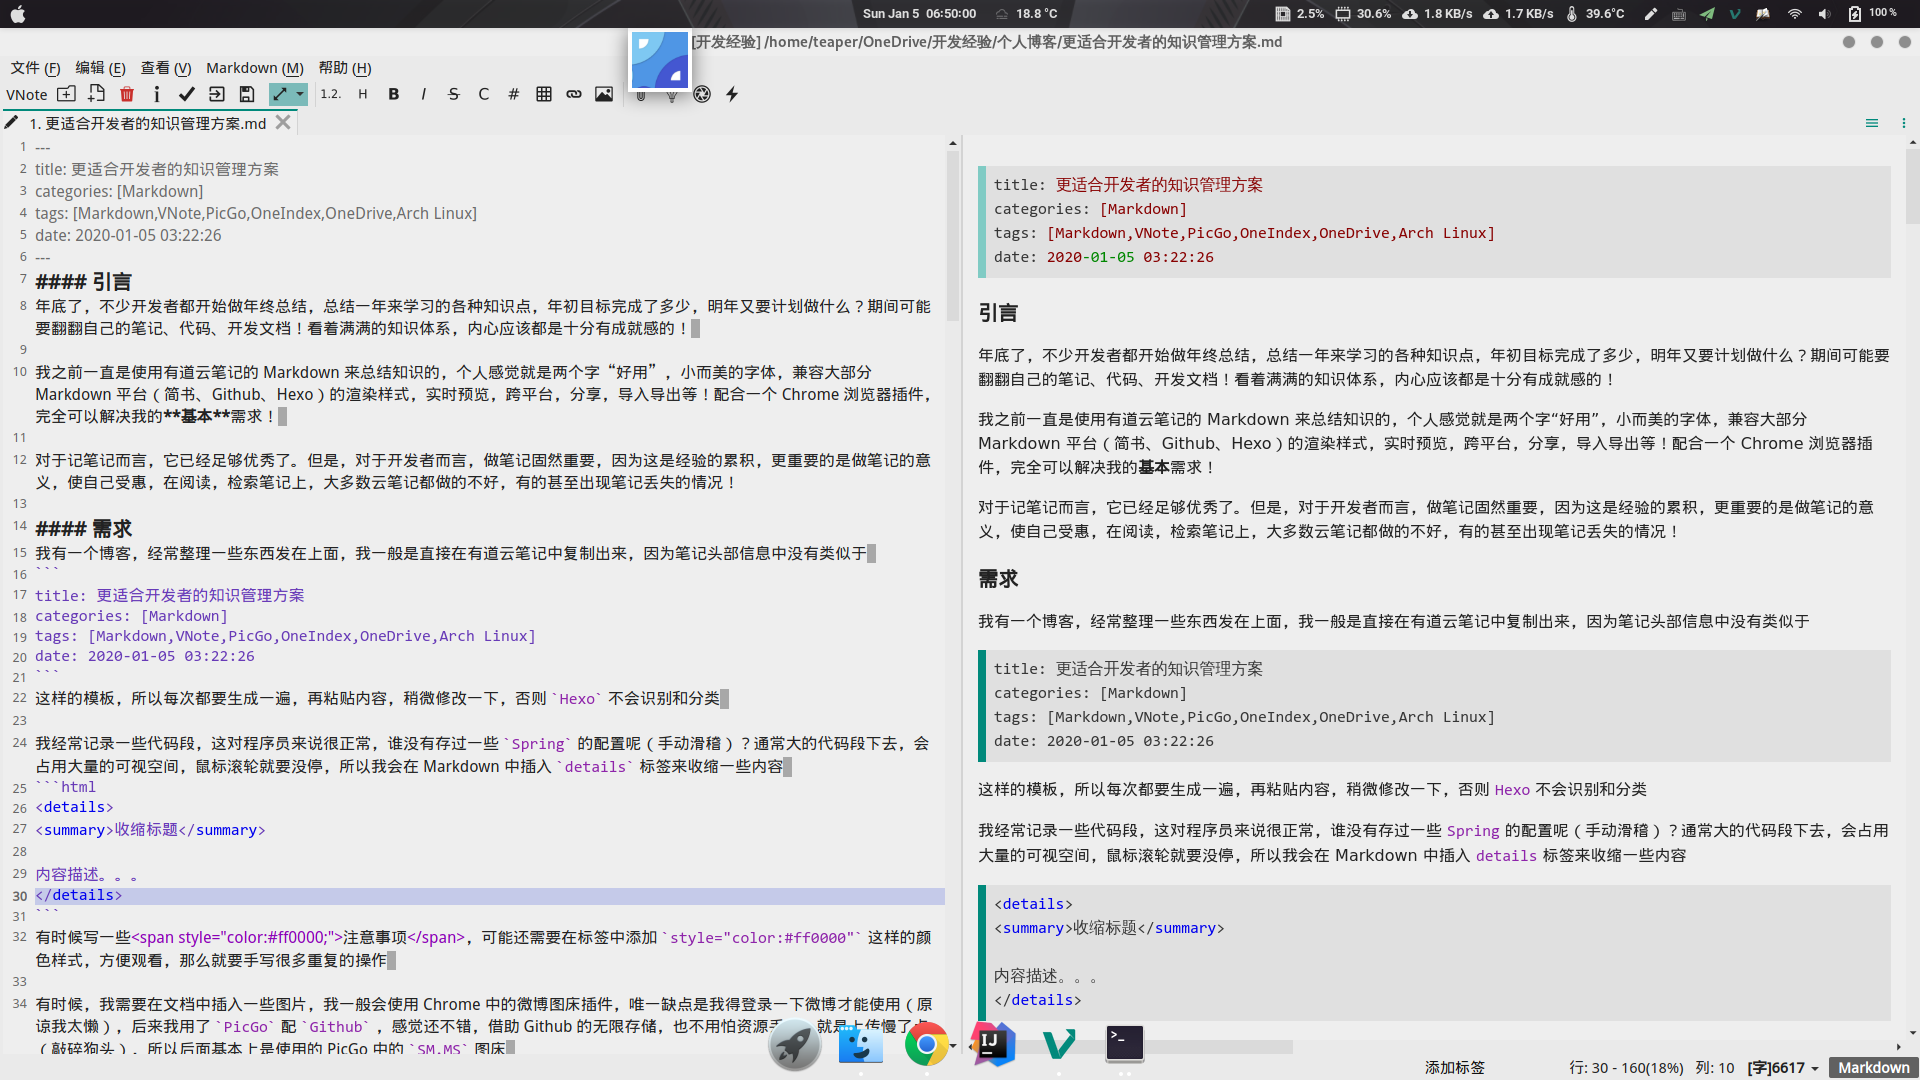 Sun Jan 5 06:50:00 18.8 °C 2.5% 30.6% 1.8 KB/s 1.7 KB/s 39.6°C 100 %
[开发经验] /home/teaper/OneDrive/开发经验/个人博客/更适合开发者的知识管理方案.md
文件 (F) 编辑 (E) 查看 (V) Markdown (M) 帮助 (H)
VNote 1.2. H B I S C #
1. 更适合开发者的知识管理方案.md
1 ---
2 title: 更适合开发者的知识管理方案
3 categories: [Markdown]
4 tags: [Markdown,VNote,PicGo,OneIndex,OneDrive,Arch Linux]
5 date: 2020-01-05 03:22:26
6 ---
7 #### 引言
8 年底了，不少开发者都开始做年终总结，总结一年来学习的各种知识点，年初目标完成了多少，明年又要计划做什么？期间可能
要翻翻自己的笔记、代码、开发文档！看着满满的知识体系，内心应该都是十分有成就感的！
9
10 我之前一直是使用有道云笔记的 Markdown 来总结知识的，个人感觉就是两个字“好用”，小而美的字体，兼容大部分
Markdown 平台（简书、Github、Hexo）的渲染样式，实时预览，跨平台，分享，导入导出等！配合一个 Chrome 浏览器插件，
完全可以解决我的**基本**需求！
11
12 对于记笔记而言，它已经足够优秀了。但是，对于开发者而言，做笔记固然重要，因为这是经验的累积，更重要的是做笔记的意
义，使自己受惠，在阅读，检索笔记上，大多数云笔记都做的不好，有的甚至出现笔记丢失的情况！
13
14 #### 需求
15 我有一个博客，经常整理一些东西发在上面，我一般是直接在有道云笔记中复制出来，因为笔记头部信息中没有类似于
16 ```
17 title: 更适合开发者的知识管理方案
18 categories: [Markdown]
19 tags: [Markdown,VNote,PicGo,OneIndex,OneDrive,Arch Linux]
20 date: 2020-01-05 03:22:26
21 ```
22 这样的模板，所以每次都要生成一遍，再粘贴内容，稍微修改一下，否则 `Hexo` 不会识别和分类
23
24 我经常记录一些代码段，这对程序员来说很正常，谁没有存过一些 `Spring` 的配置呢（手动滑稽）？通常大的代码段下去，会
占用大量的可视空间，鼠标滚轮就要没停，所以我会在 Markdown 中插入 `details` 标签来收缩一些内容
25 ```html
26 <details>
27 <summary>收缩标题</summary>
28
29 内容描述。。。
30 </details>
31 ```
32 有时候写一些<span style="color:#ff0000;">注意事项</span>，可能还需要在标签中添加 `style="color:#ff0000"` 这样的颜
色样式，方便观看，那么就要手写很多重复的操作
33
34 有时候，我需要在文档中插入一些图片，我一般会使用 Chrome 中的微博图床插件，唯一缺点是我得登录一下微博才能使用（原
谅我太懒），后来我用了 `PicGo` 配 `Github` ，感觉还不错，借助 Github 的无限存储，也不用怕资源 就是上传慢了
（敲碎狗头），所以后面基本上是使用的 PicGo 中的 `SM.MS` 图床
title: 更适合开发者的知识管理方案
categories: [Markdown]
tags: [Markdown,VNote,PicGo,OneIndex,OneDrive,Arch Linux]
date: 2020-01-05 03:22:26
引言
年底了，不少开发者都开始做年终总结，总结一年来学习的各种知识点，年初目标完成了多少，明年又要计划做什么？期间可能要
翻翻自己的笔记、代码、开发文档！看着满满的知识体系，内心应该都是十分有成就感的！
我之前一直是使用有道云笔记的 Markdown 来总结知识的，个人感觉就是两个字“好用”，小而美的字体，兼容大部分
Markdown 平台（简书、Github、Hexo）的渲染样式，实时预览，跨平台，分享，导入导出等！配合一个 Chrome 浏览器插
件，完全可以解决我的基本需求！
对于记笔记而言，它已经足够优秀了。但是，对于开发者而言，做笔记固然重要，因为这是经验的累积，更重要的是做笔记的意
义，使自己受惠，在阅读，检索笔记上，大多数云笔记都做的不好，有的甚至出现笔记丢失的情况！
需求
我有一个博客，经常整理一些东西发在上面，我一般是直接在有道云笔记中复制出来，因为笔记头部信息中没有类似于
title: 更适合开发者的知识管理方案
categories: [Markdown]
tags: [Markdown,VNote,PicGo,OneIndex,OneDrive,Arch Linux]
date: 2020-01-05 03:22:26
这样的模板，所以每次都要生成一遍，再粘贴内容，稍微修改一下，否则 Hexo 不会识别和分类
我经常记录一些代码段，这对程序员来说很正常，谁没有存过一些 Spring 的配置呢（手动滑稽）？通常大的代码段下去，会占用
大量的可视空间，鼠标滚轮就要没停，所以我会在 Markdown 中插入 details 标签来收缩一些内容
<details>
<summary>收缩标题</summary>
内容描述。。。
</details>
IJ
>_
添加标签 行: 30 - 160(18%) 列: 10 [字]6617 Markdown